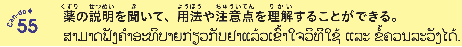 Can-do
55
薬の説明を聞いて、用法や注意点を理解することができる。
ສາມາດຟັງຄຳອະທິບາຍກ່ຽວກັບຢາແລ້ວເຂົ້າໃຈວິທີໃຊ້ ແລະ ຂໍ້ຄວນລະວັງໄດ້.